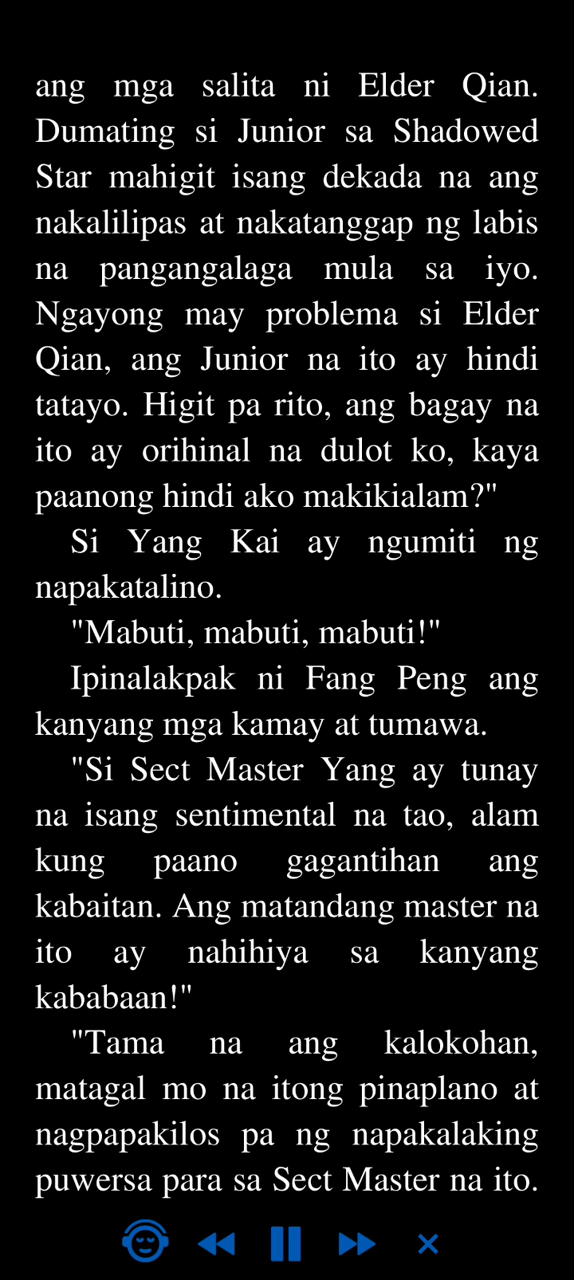 ang mga salita ni Elder Qian.
Dumating si Junior sa Shadowed
Star mahigit isang dekada na ang
nakalilipas at nakatanggap ng labis
na pangangalaga mula sa iyo.
Ngayong may problema si Elder
Qian, ang Junior na ito ay hindi
tatayo. Higit pa rito, ang bagay na
ito ay orihinal na dulot ko, kaya
paanong hindi ako makikialam?"
Si Yang Kai ay ngumiti ng
napakatalino.
"Mabuti, mabuti, mabuti!"
Ipinalakpak ni Fang Peng ang
kanyang mga kamay at tumawa.
"Si Sect Master Yang ay tunay
na isang sentimental na tao, alam
kung paano gagantihan ang
kabaitan. Ang matandang master na
ito ay nahihiya sa kanyang
kababaan!"
"Tama na ang kalokohan,
matagal mo na itong pinaplano at
nagpapakilos pa ng napakalaking
puwersa para sa Sect Master na ito.